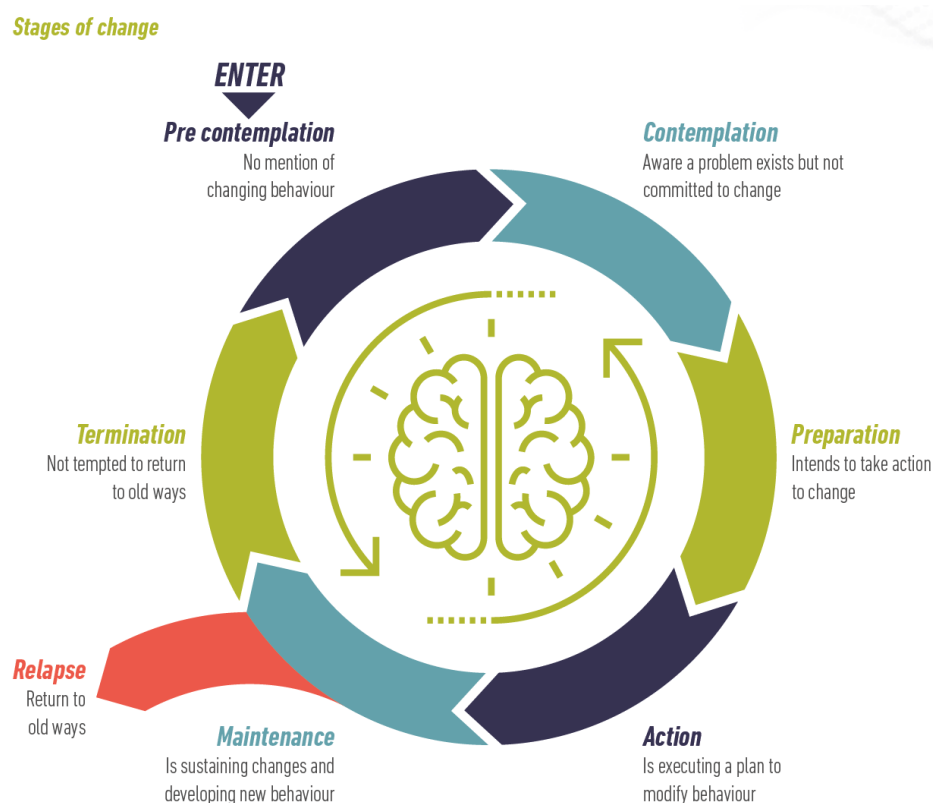 Stages of change
ENTER
Pre contemplation
No mention of
changing behaviour
Contemplation
Aware a problem exists but not
committed to change
Preparation
Intends to take action
to change
Action
Is executing a plan to
modify behaviour
Maintenance
Is sustaining changes and
developing new behaviour
Relapse
Return to
old ways
Termination
Not tempted to return
to old ways